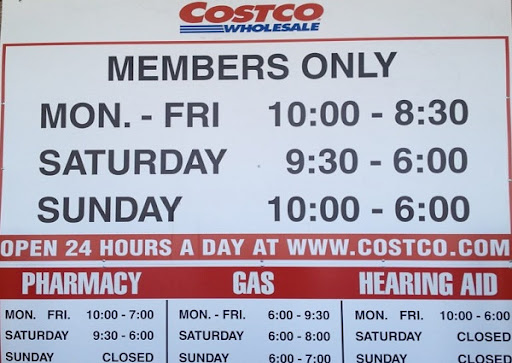 COSTCO
WHOLESALE
MEMBERS ONLY
MON. - FRI 10:00 - 8:30
SATURDAY 9:30 - 6:00
SUNDAY 10:00 - 6:00
OPEN 24 HOURS A DAY AT WWW.COSTCO.COM
PHARMACY
MON. FRI. 10:00 - 7:00
SATURDAY 9:30 - 6:00
SUNDAY CLOSED
GAS
MON. - FRI. 6:00 - 9:30
SATURDAY 6:00 - 8:00
SUNDAY 6:00 - 7:00
HEARING AID
MON. FRI. 10:00 - 6:00
SATURDAY CLOSED
SUNDAY CLOSED